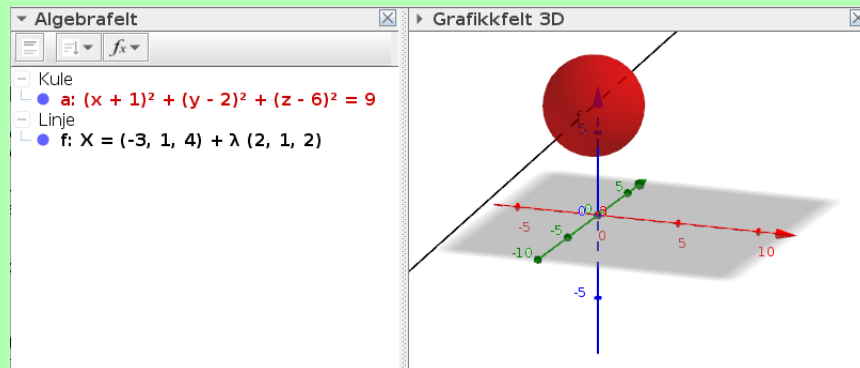 Algebrafelt
Kule
a: (x + 1)² + (y - 2)² + (z - 6)² = 9
Linje
f: X = (-3, 1, 4) + λ (2, 1, 2)
Grafikkfelt 3D
f
5
5
-5
0
0
-5
0
5
10
-10
-5